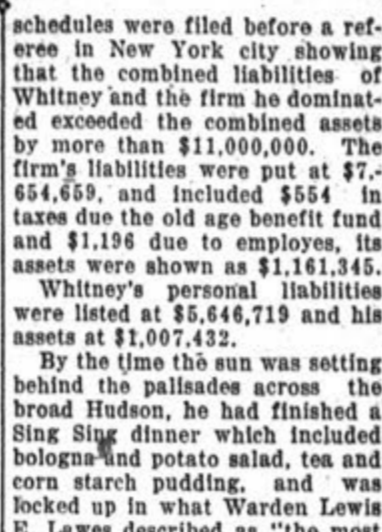 schedules were filed before a ref-
eree in New York city showing
that the combined liabilities of
Whitney and the firm he dominat-
ed exceeded the combined assets
by more than $11,000,000. The
firm's liabilities were put at $7,-
654,659, and included $554 in
taxes due the old age benefit fund
and $1,196 due to employes, its
assets were shown as $1,161,345.
Whitney's personal liabilities
were listed at $5,646,719 and his
assets at $1,007,432.
By the time the sun was setting
behind the palisades across the
broad Hudson, he had finished a
Sing Sing dinner which included
bologna and potato salad, tea and
corn starch pudding, and was
locked up in what Warden Lewis
E. Lawes described as "the most